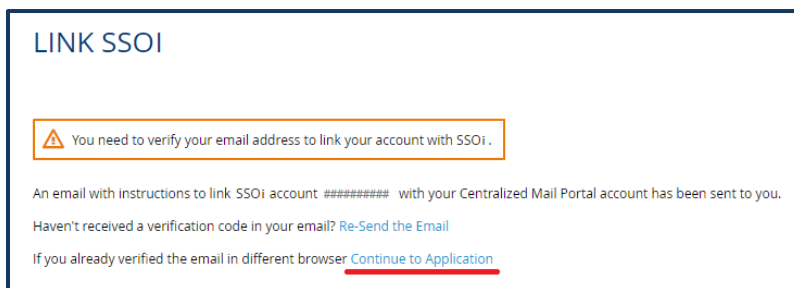 LINK SSOI
You need to verify your email address to link your account with SSOi.
An email with instructions to link SSOi account ########## with your Centralized Mail Portal account has been sent to you.
Haven't received a verification code in your email? Re-Send the Email
If you already verified the email in different browser Continue to Application